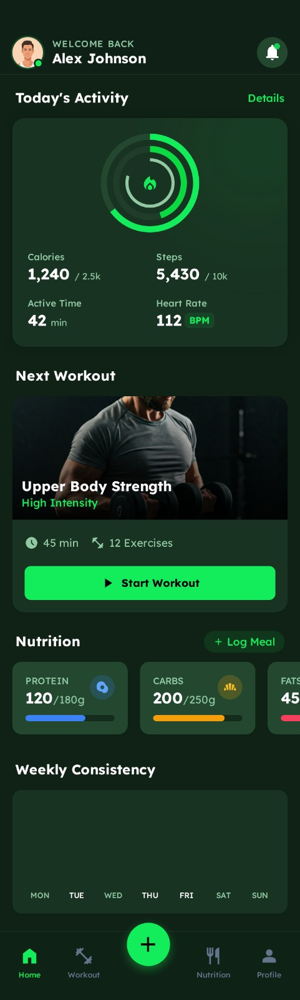 WELCOME BACK
Alex Johnson
Today's Activity
Details
Calories
Steps
1,240 / 2.5k
5,430 / 10k
Active Time
Heart Rate
42 min
112 BPM
Next Workout
Upper Body Strength
High Intensity
45 min
12 Exercises
Start Workout
Nutrition
+ Log Meal
PROTEIN
120/180g
CARBS
200/250g
FATS
45
Weekly Consistency
MON TUE WED THU FRI SAT SUN
Home
Workout
Nutrition
Profile